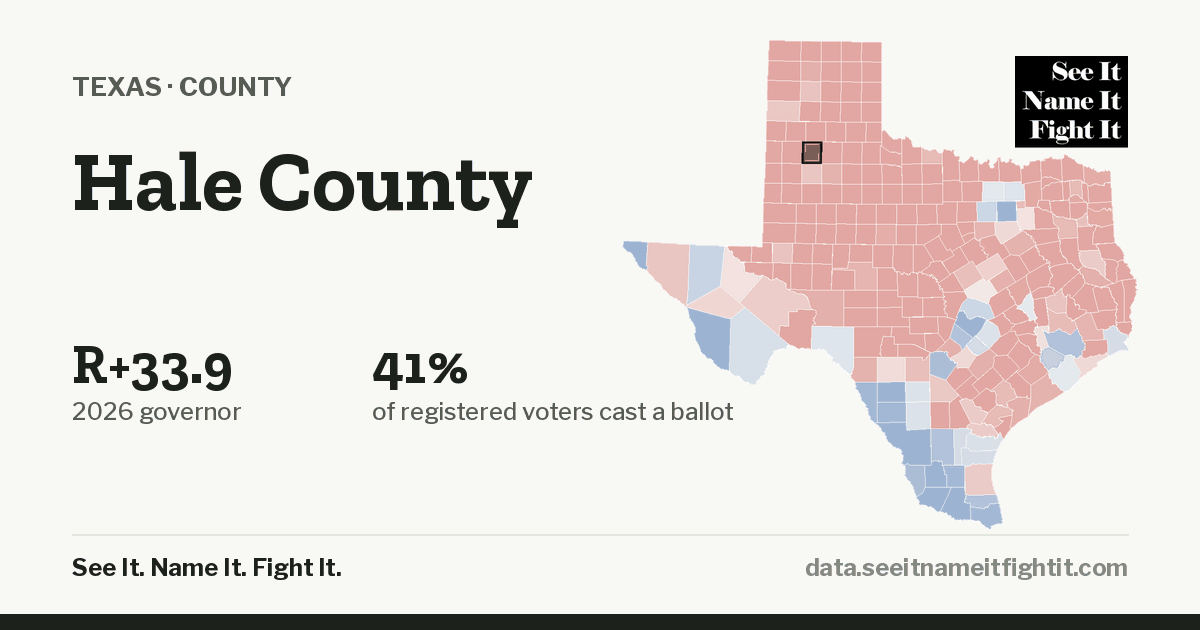 TEXAS · COUNTY
See It
Name It
Fight It
Hale County
R+33.9
2026 governor
41%
of registered voters cast a ballot
See It. Name It. Fight It.
data.seeitnameitfightit.com